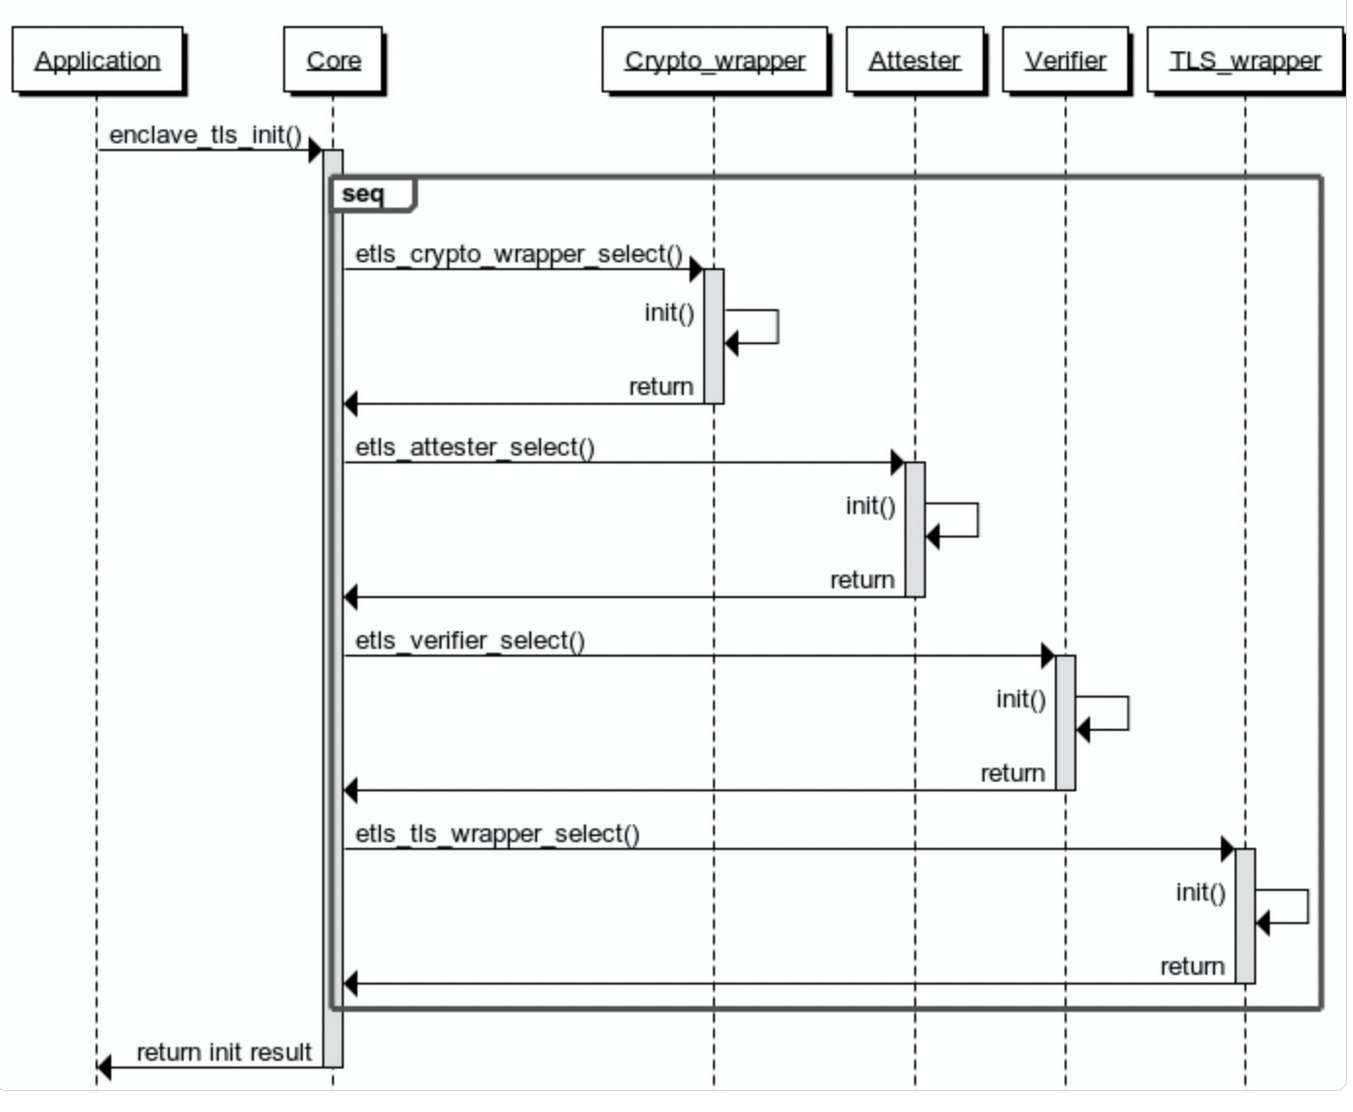 Application Core Crypto_wrapper Attester Verifier TLS_wrapper
enclave_tls_init()
seq
etls_crypto_wrapper_select()
init()
return
etls_attester_select()
init()
return
etls_verifier_select()
init()
return
etls_tls_wrapper_select()
init()
return
return init result